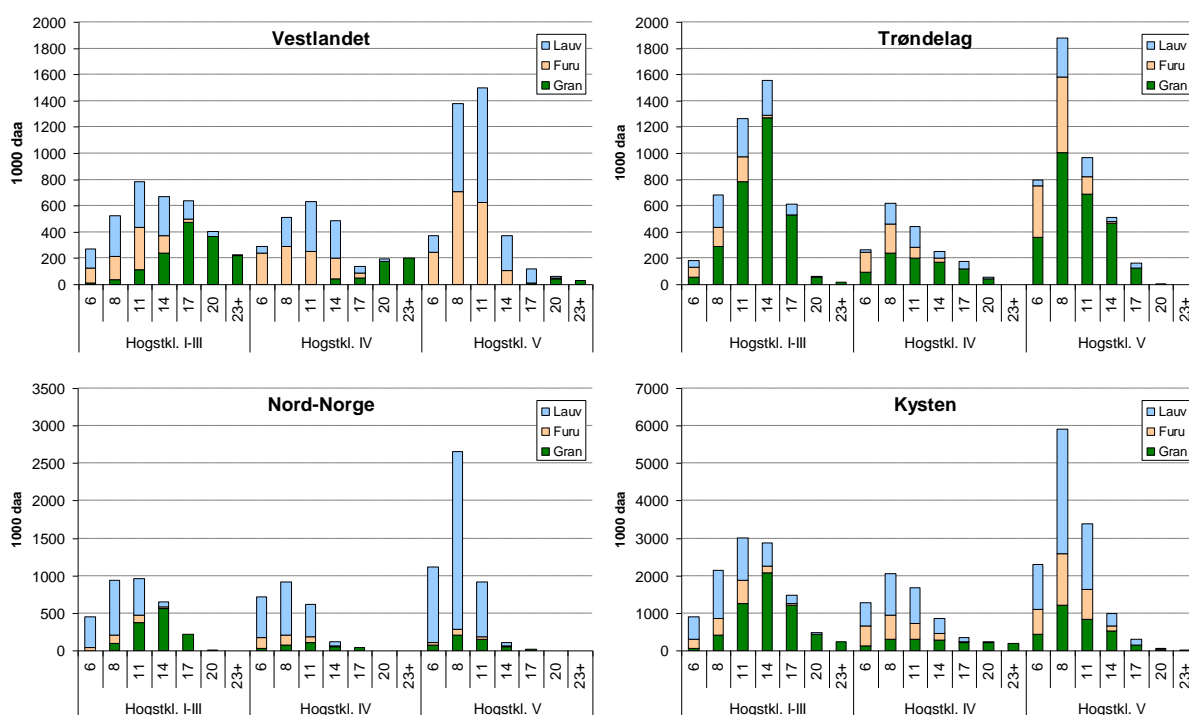 Vestlandet
2000
1800
1600
1400
1200
1000
800
600
400
200
0
1000 daa
Lauv
Furu
Gran
6 8 11 14 17 20 23+ 6 8 11 14 17 20 23+ 6 8 11 14 17 20 23+
Hogstkl. I-III Hogstkl. IV Hogstkl. V
Trøndelag
2000
1800
1600
1400
1200
1000
800
600
400
200
0
1000 daa
Lauv
Furu
Gran
6 8 11 14 17 20 23+ 6 8 11 14 17 20 23+ 6 8 11 14 17 20 23+
Hogstkl. I-III Hogstkl. IV Hogstkl. V
Nord-Norge
3500
3000
2500
2000
1500
1000
500
0
1000 daa
Lauv
Furu
Gran
6 8 11 14 17 20 23+ 6 8 11 14 17 20 23+ 6 8 11 14 17 20 23+
Hogstkl. I-III Hogstkl. IV Hogstkl. V
Kysten
7000
6000
5000
4000
3000
2000
1000
0
1000 daa
Lauv
Furu
Gran
6 8 11 14 17 20 23+ 6 8 11 14 17 20 23+ 6 8 11 14 17 20 23+
Hogstkl. I-III Hogstkl. IV Hogstkl. V